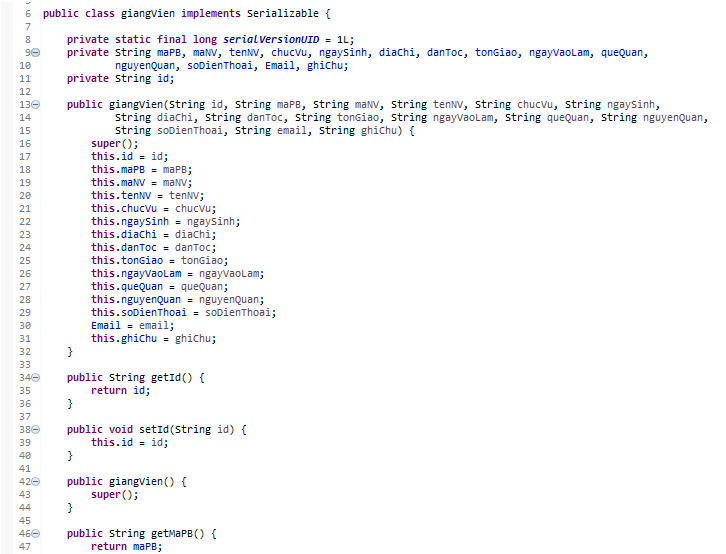 6 public class giangVien implements Serializable {
7
8 private static final long serialVersionUID = 1L;
9 private String maPB, maNV, tenNV, chucVu, ngaySinh, diaChi, danToc, tonGiao, ngayVaoLam, queQuan,
10 nguyenQuan, soDienThoai, Email, ghiChu;
11 private String id;
12
13 public giangVien(String id, String maPB, String maNV, String tenNV, String chucVu, String ngaySinh,
14 String diaChi, String danToc, String tonGiao, String ngayVaoLam, String queQuan, String nguyenQuan,
15 String soDienThoai, String email, String ghiChu) {
16 super();
17 this.id = id;
18 this.maPB = maPB;
19 this.maNV = maNV;
20 this.tenNV = tenNV;
21 this.chucVu = chucVu;
22 this.ngaySinh = ngaySinh;
23 this.diaChi = diaChi;
24 this.danToc = danToc;
25 this.tonGiao = tonGiao;
26 this.ngayVaoLam = ngayVaoLam;
27 this.queQuan = queQuan;
28 this.nguyenQuan = nguyenQuan;
29 this.soDienThoai = soDienThoai;
30 Email = email;
31 this.ghiChu = ghiChu;
32 }
33
34 public String getId() {
35 return id;
36 }
37
38 public void setId(String id) {
39 this.id = id;
40 }
41
42 public giangVien() {
43 super();
44 }
45
46 public String getMaPB() {
47 return maPB;